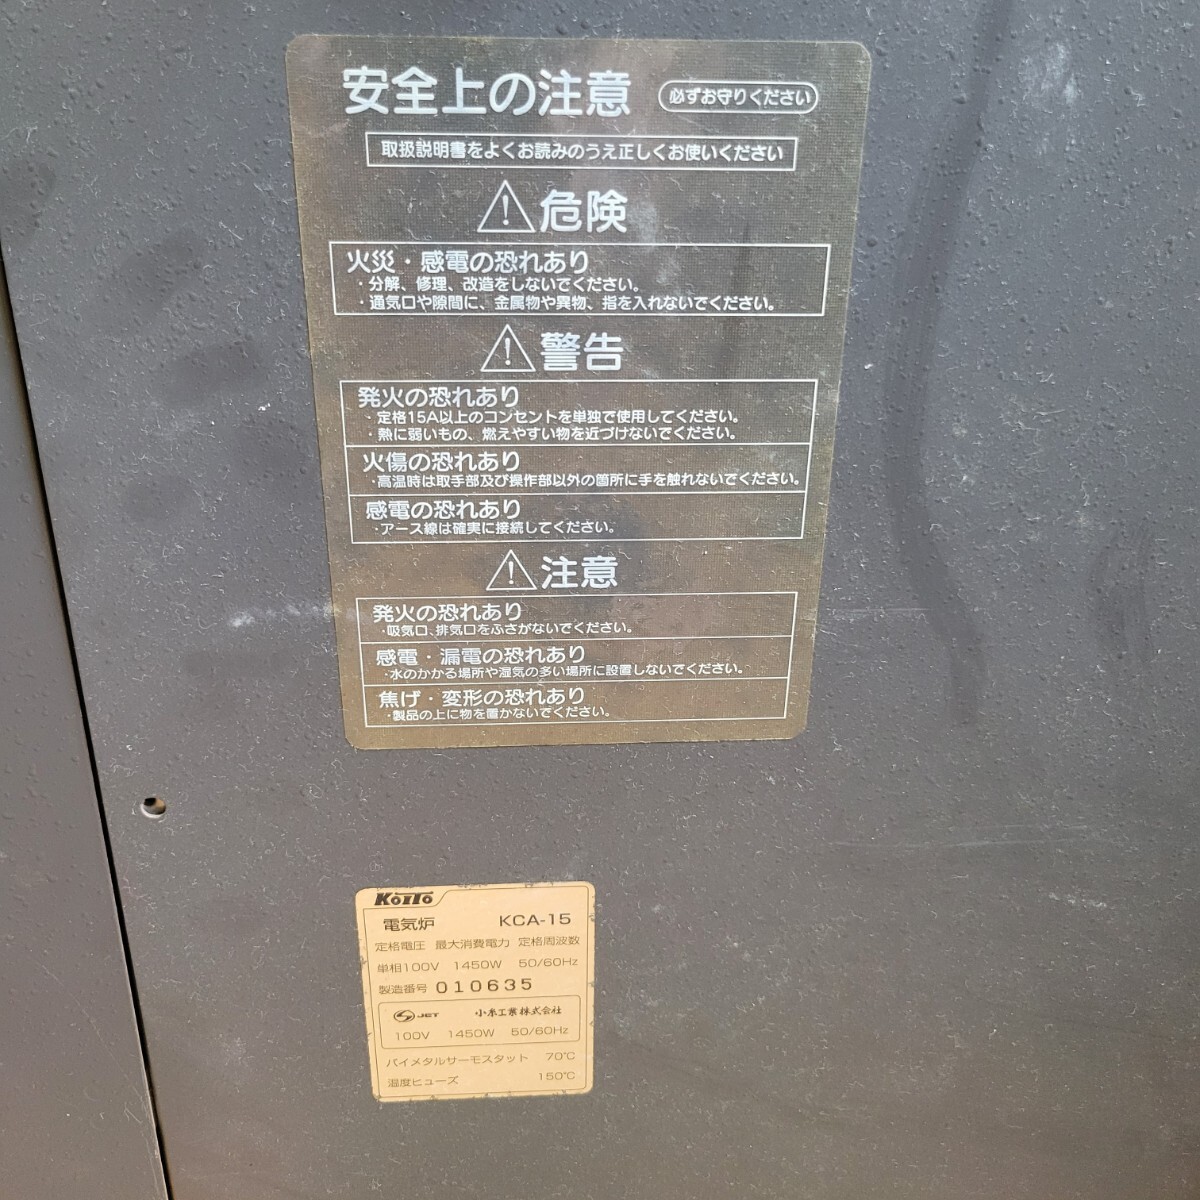 安全上の注意 必ずお守りください
取扱説明書をよくお読みのうえ正しくお使いください
危険
火災・感電の恐れあり
・分解、修理、改造をしないでください。
・通気口や隙間に、金属物や異物、指を入れないでください。
警告
発火の恐れあり
・定格15A以上のコンセントを単独で使用してください。
・熱に弱いもの、燃えやすい物を近づけないでください。
火傷の恐れあり
・高温時は取手部及び操作部以外の箇所に手を触れないでください。
感電の恐れあり
・アース線は確実に接続してください。
注意
発火の恐れあり
・吸気口、排気口をふさがないでください。
感電・漏電の恐れあり
・水のかかる場所や湿気の多い場所に設置しないでください。
焦げ・変形の恐れあり
・製品の上に物を置かないでください。
KoITo
電気炉 KCA-15
定格電圧 最大消費電力 定格周波数
単相100V 1450W 50/60Hz
製造番号 010635
JET 小糸工業株式会社
100V 1450W 50/60Hz
バイメタルサーモスタット 70℃
温度ヒューズ 150℃